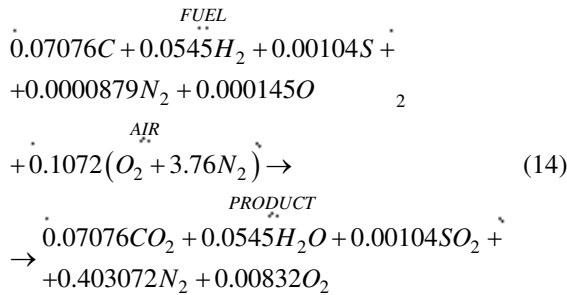 FUEL
0.07076C + 0.0545H₂ + 0.00104S +
+0.0000879N₂ + 0.000145O
2
AIR
+ 0.1072(O₂ + 3.76N₂) → (14)
PRODUCT
→ 0.07076CO₂ + 0.0545H₂O + 0.00104SO₂ +
+0.403072N₂ + 0.00832O₂